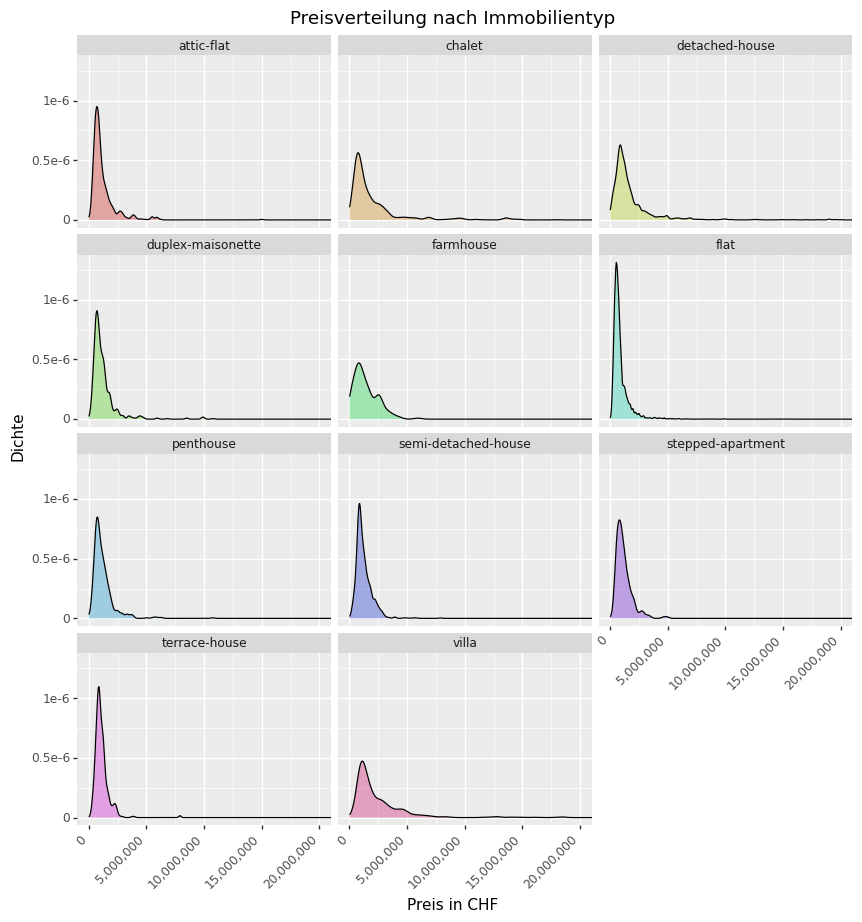 Preisverteilung nach Immobilientyp
attic-flat
chalet
detached-house
1e-6
0.5e-6
0
duplex-maisonette
farmhouse
flat
1e-6
0.5e-6
0
Dichte
penthouse
semi-detached-house
stepped-apartment
1e-6
0.5e-6
0
0
5,000,000
10,000,000
15,000,000
20,000,000
terrace-house
villa
1e-6
0.5e-6
0
0
5,000,000
10,000,000
15,000,000
20,000,000
0
5,000,000
10,000,000
15,000,000
20,000,000
Preis in CHF